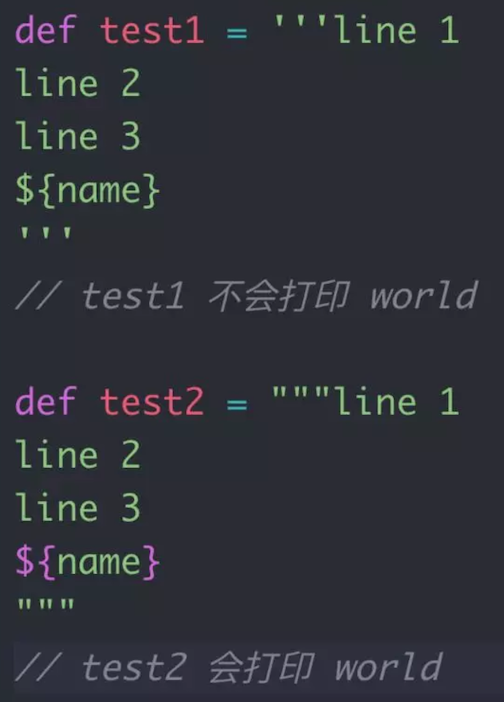 def test1 = '''line 1
line 2
line 3
${name}
'''
// test1 不会打印 world
def test2 = """line 1
line 2
line 3
${name}
"""
// test2 会打印 world